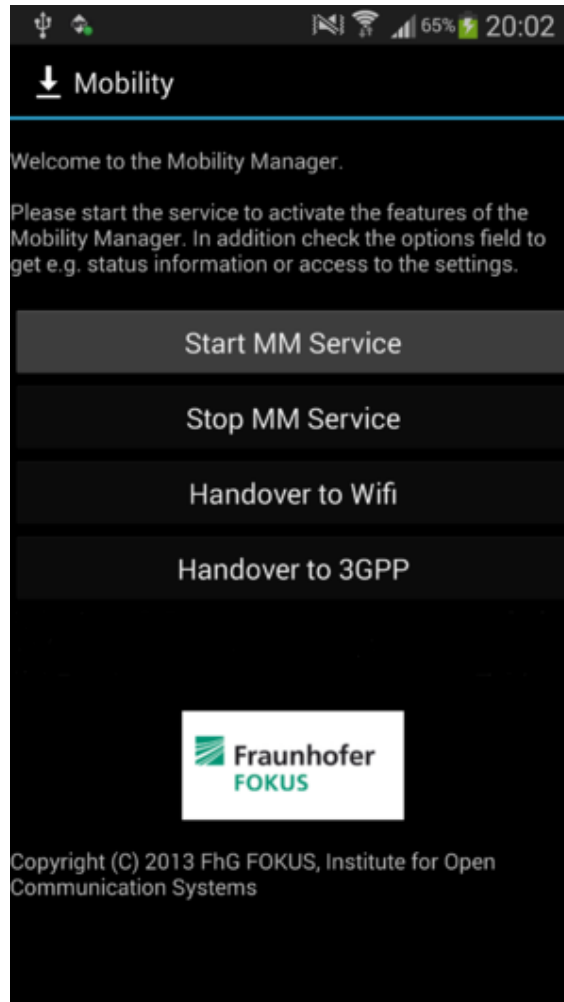 65% 20:02
Mobility
Welcome to the Mobility Manager.
Please start the service to activate the features of the
Mobility Manager. In addition check the options field to
get e.g. status information or access to the settings.
Start MM Service
Stop MM Service
Handover to Wifi
Handover to 3GPP
Fraunhofer
FOKUS
Copyright (C) 2013 FhG FOKUS, Institute for Open
Communication Systems